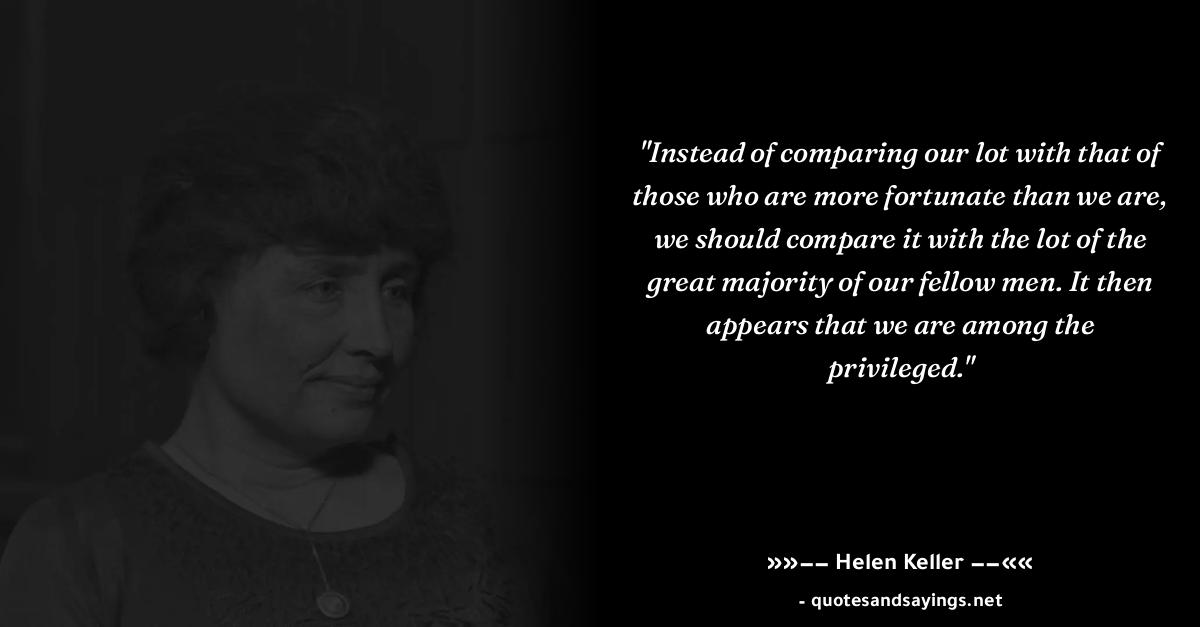 "Instead of comparing our lot with that of
those who are more fortunate than we are,
we should compare it with the lot of the
great majority of our fellow men. It then
appears that we are among the
privileged."
»»–– Helen Keller ––««
- quotesandsayings.net